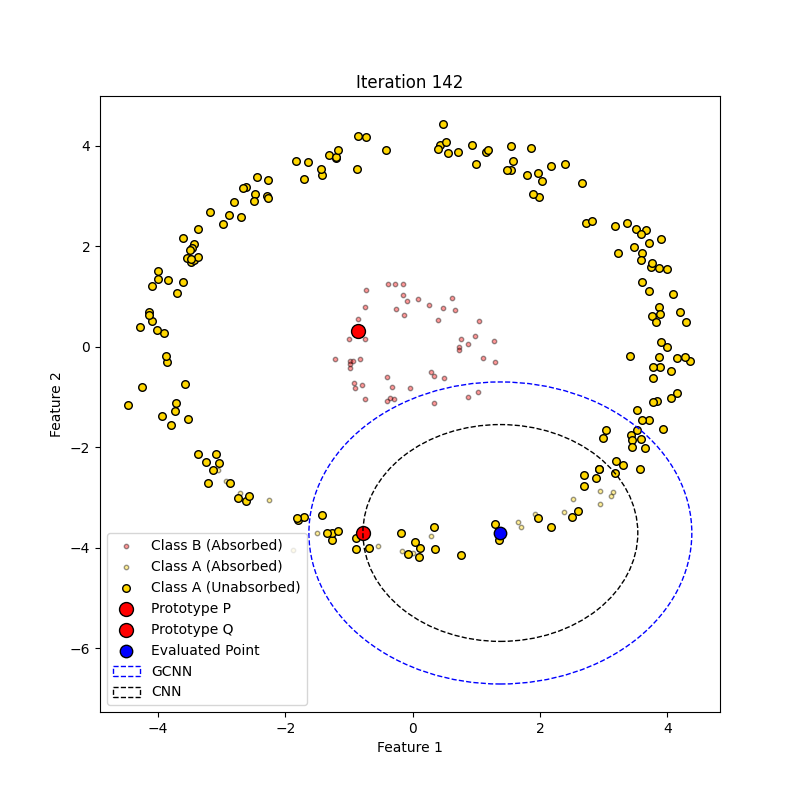 Iteration 142
Feature 2
4
2
0
−2
−4
−6
Class B (Absorbed)
Class A (Absorbed)
Class A (Unabsorbed)
Prototype P
Prototype Q
Evaluated Point
GCNN
CNN
−4 −2 0 2 4
Feature 1